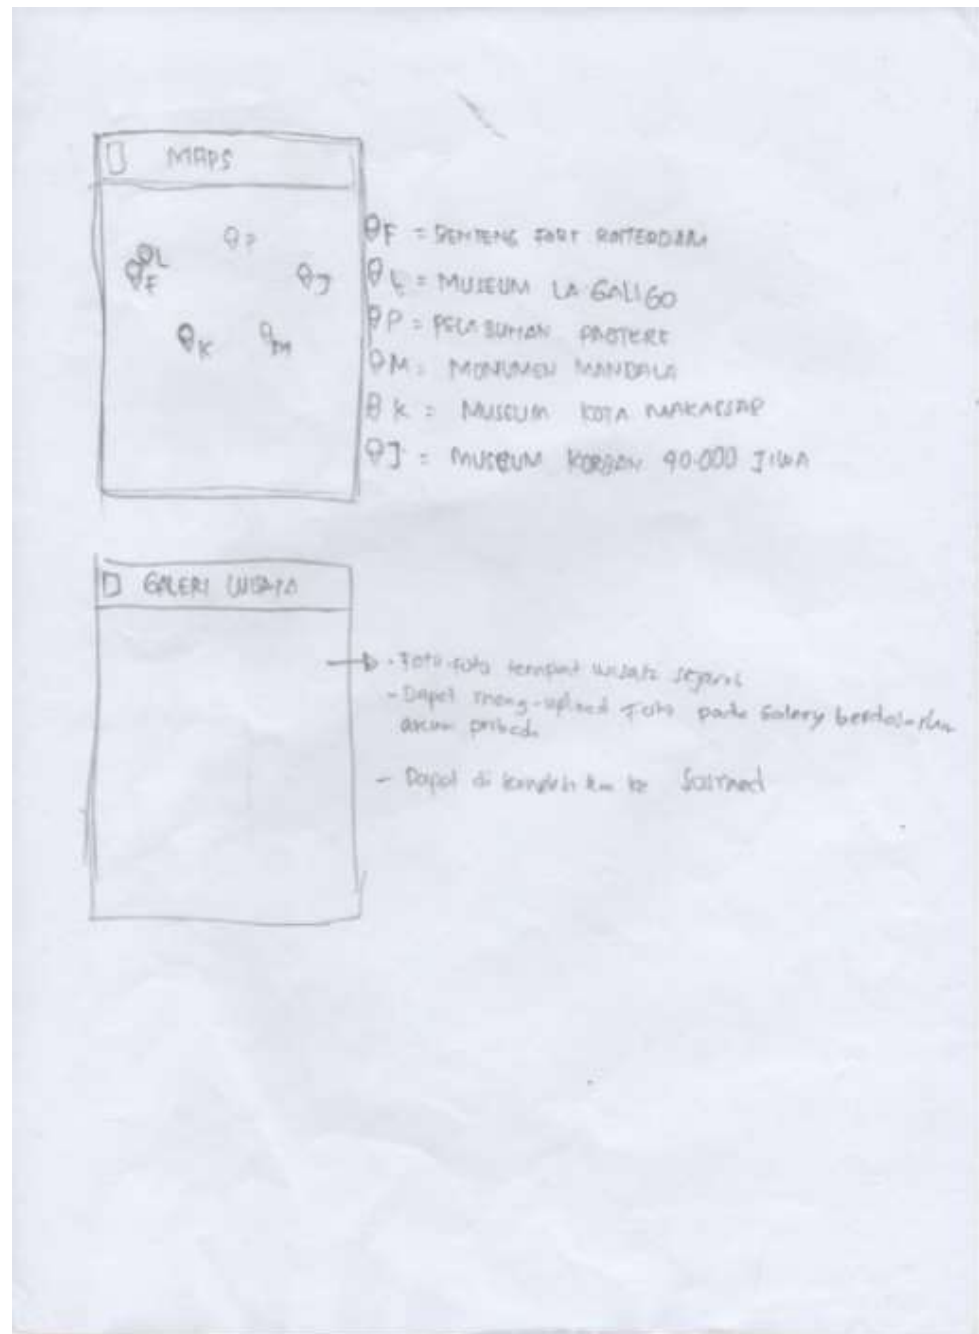 MAPS
P
L
F
J
K
M
F = BENTENG FORT ROTTERDAM
L = MUSEUM LA GALIGO
P = PELABUHAN PAOTERE
M = MONUMEN MANDALA
K = MUSEUM KOTA MAKASSAR
J = MUSEUM KORBAN 40.000 JIWA
GALERI WISATA
- Foto-foto tempat wisata sejarah
- Dapat meng-upload Foto pada Galery berdasarkan
akun pribadi
- Dapat di ke Sosmed